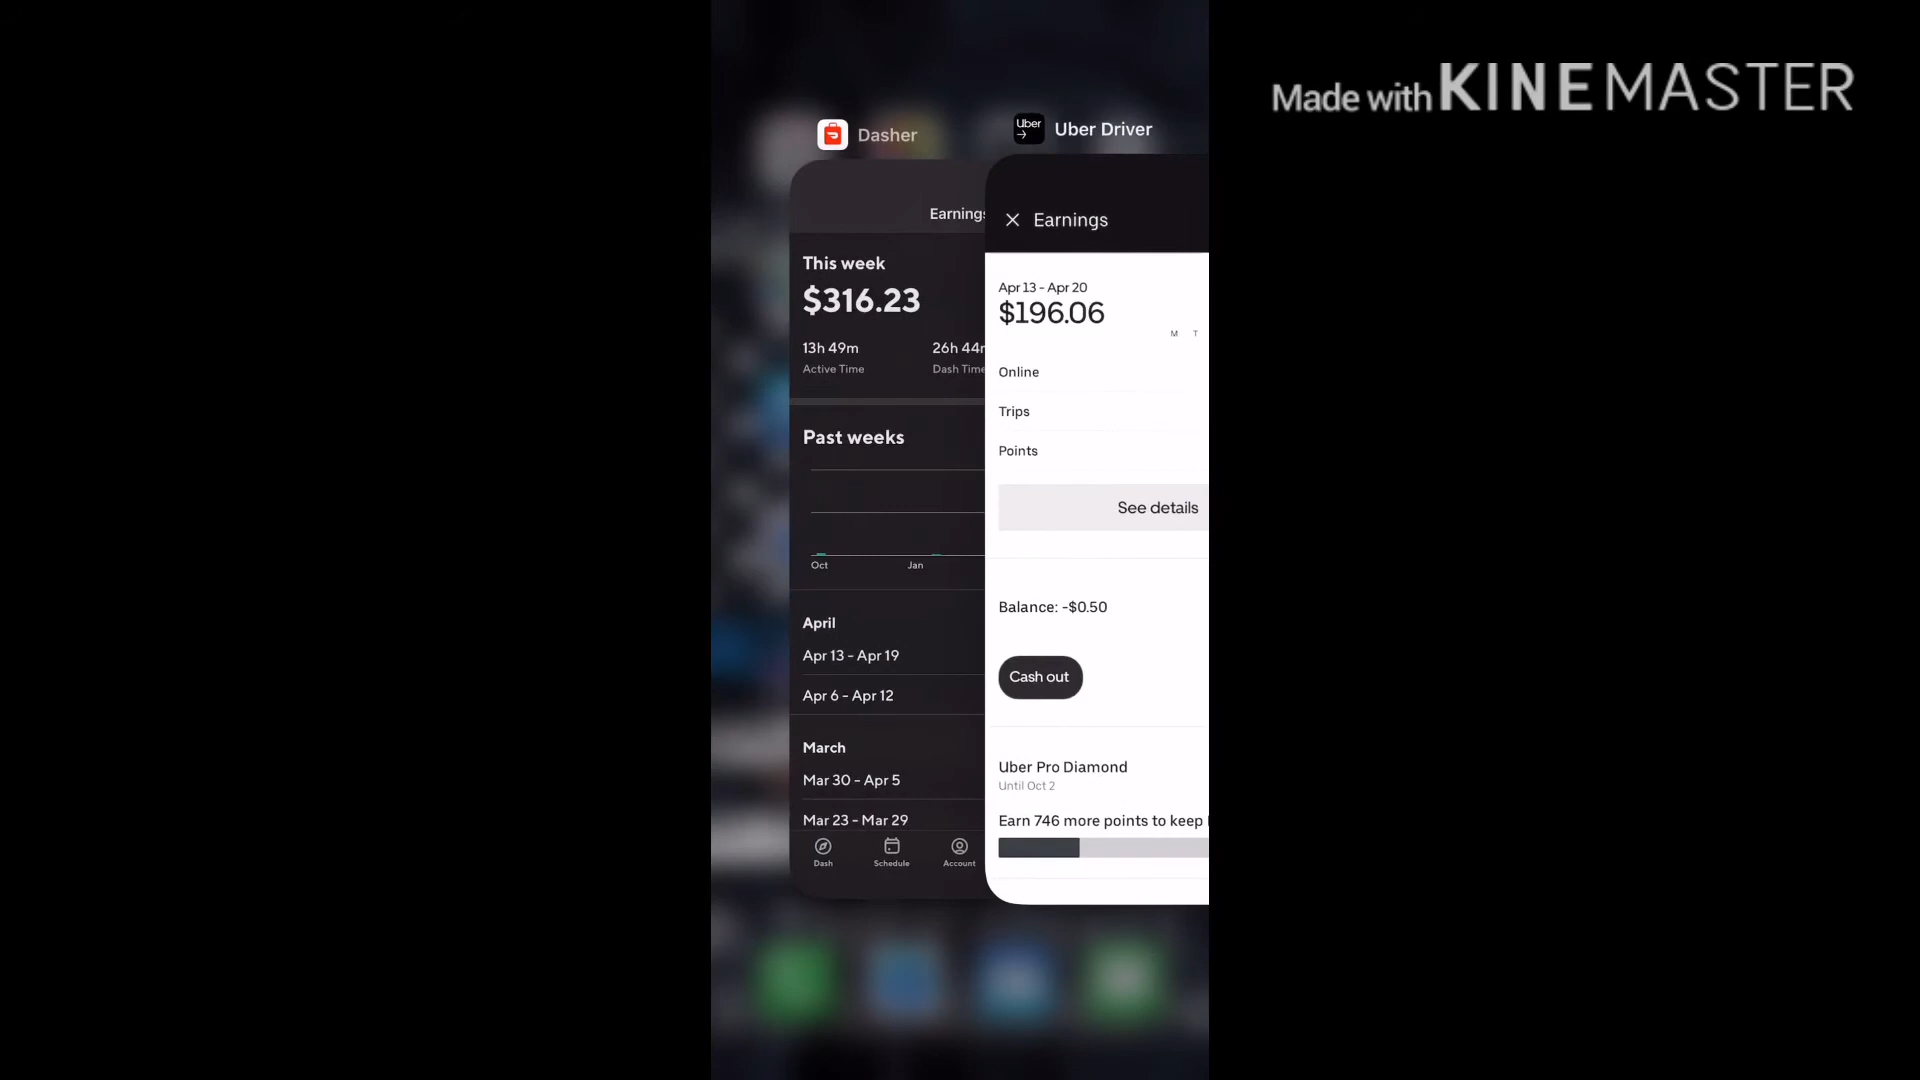 Made with KINEMASTER
Dasher
Earnings
This week
$316.23
13h 49m
26h 44m
Active Time
Dash Time
Past weeks
Oct
Jan
April
Apr 13 - Apr 19
Apr 6 - Apr 12
March
Mar 30 - Apr 5
Mar 23 - Mar 29
Dash
Schedule
Account
Uber
Uber Driver
Earnings
Apr 13 - Apr 20
$196.06
M T
Online
Trips
Points
See details
Balance: -$0.50
Cash out
Uber Pro Diamond
Until Oct 2
Earn 746 more points to keep